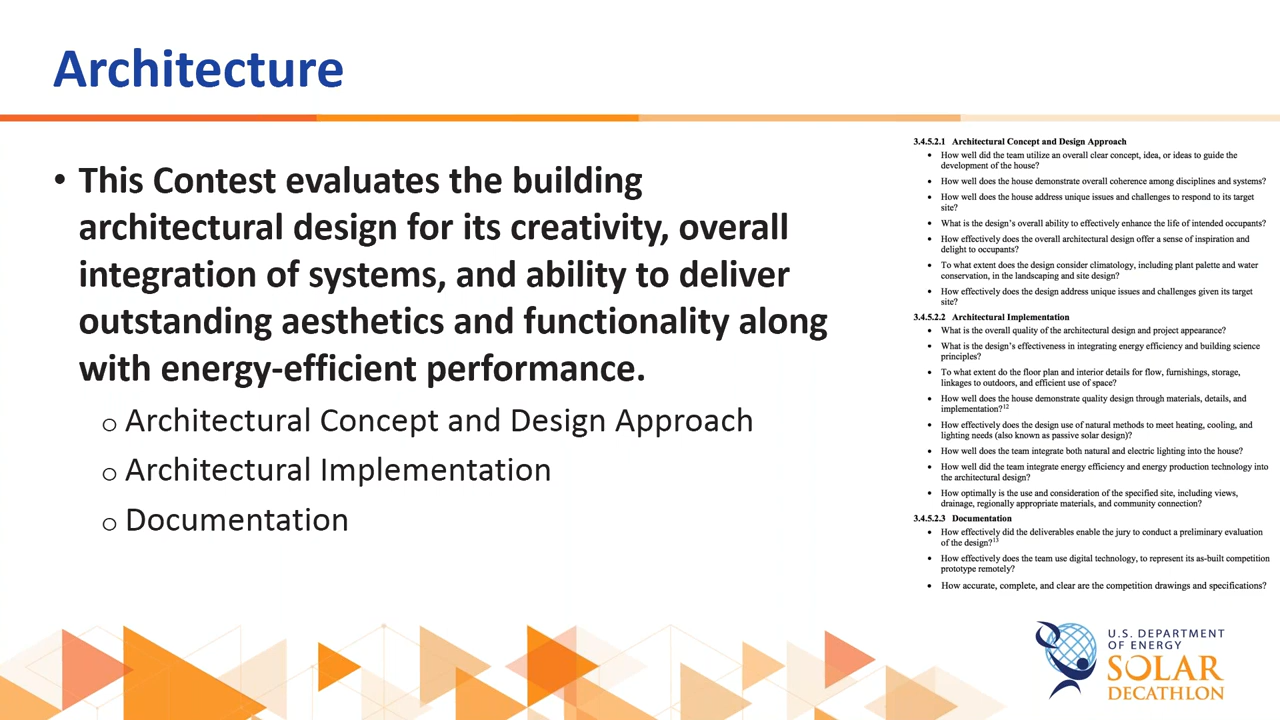 Architecture
• This Contest evaluates the building
architectural design for its creativity, overall
integration of systems, and ability to deliver
outstanding aesthetics and functionality along
with energy-efficient performance.
o Architectural Concept and Design Approach
o Architectural Implementation
o Documentation
3.4.5.2.1 Architectural Concept and Design Approach
• How well did the team utilize an overall clear concept, idea, or ideas to guide the
development of the house?
• How well does the house demonstrate overall coherence among disciplines and systems?
• How well does the house address unique issues and challenges to respond to its target
site?
• What is the design's overall ability to effectively enhance the life of intended occupants?
• How effectively does the overall architectural design offer a sense of inspiration and
delight to occupants?
• To what extent does the design consider climatology, including plant palette and water
conservation, in the landscaping and site design?
• How effectively does the design address unique issues and challenges given its target
site?
3.4.5.2.2 Architectural Implementation
• What is the overall quality of the architectural design and project appearance?
• What is the design's effectiveness in integrating energy efficiency and building science
principles?
• To what extent do the floor plan and interior details for flow, furnishings, storage,
linkages to outdoors, and efficient use of space?
• How well does the house demonstrate quality design through materials, details, and
implementation?12
• How effectively does the design use of natural methods to meet heating, cooling, and
lighting needs (also known as passive solar design)?
• How well does the team integrate both natural and electric lighting into the house?
• How well did the team integrate energy efficiency and energy production technology into
the architectural design?
• How optimally is the use and consideration of the specified site, including views,
drainage, regionally appropriate materials, and community connection?
3.4.5.2.3 Documentation
• How effectively did the deliverables enable the jury to conduct a preliminary evaluation
of the design?13
• How effectively does the team use digital technology, to represent its as-built competition
prototype remotely?
• How accurate, complete, and clear are the competition drawings and specifications?
U.S. DEPARTMENT
OF ENERGY
SOLAR
DECATHLON